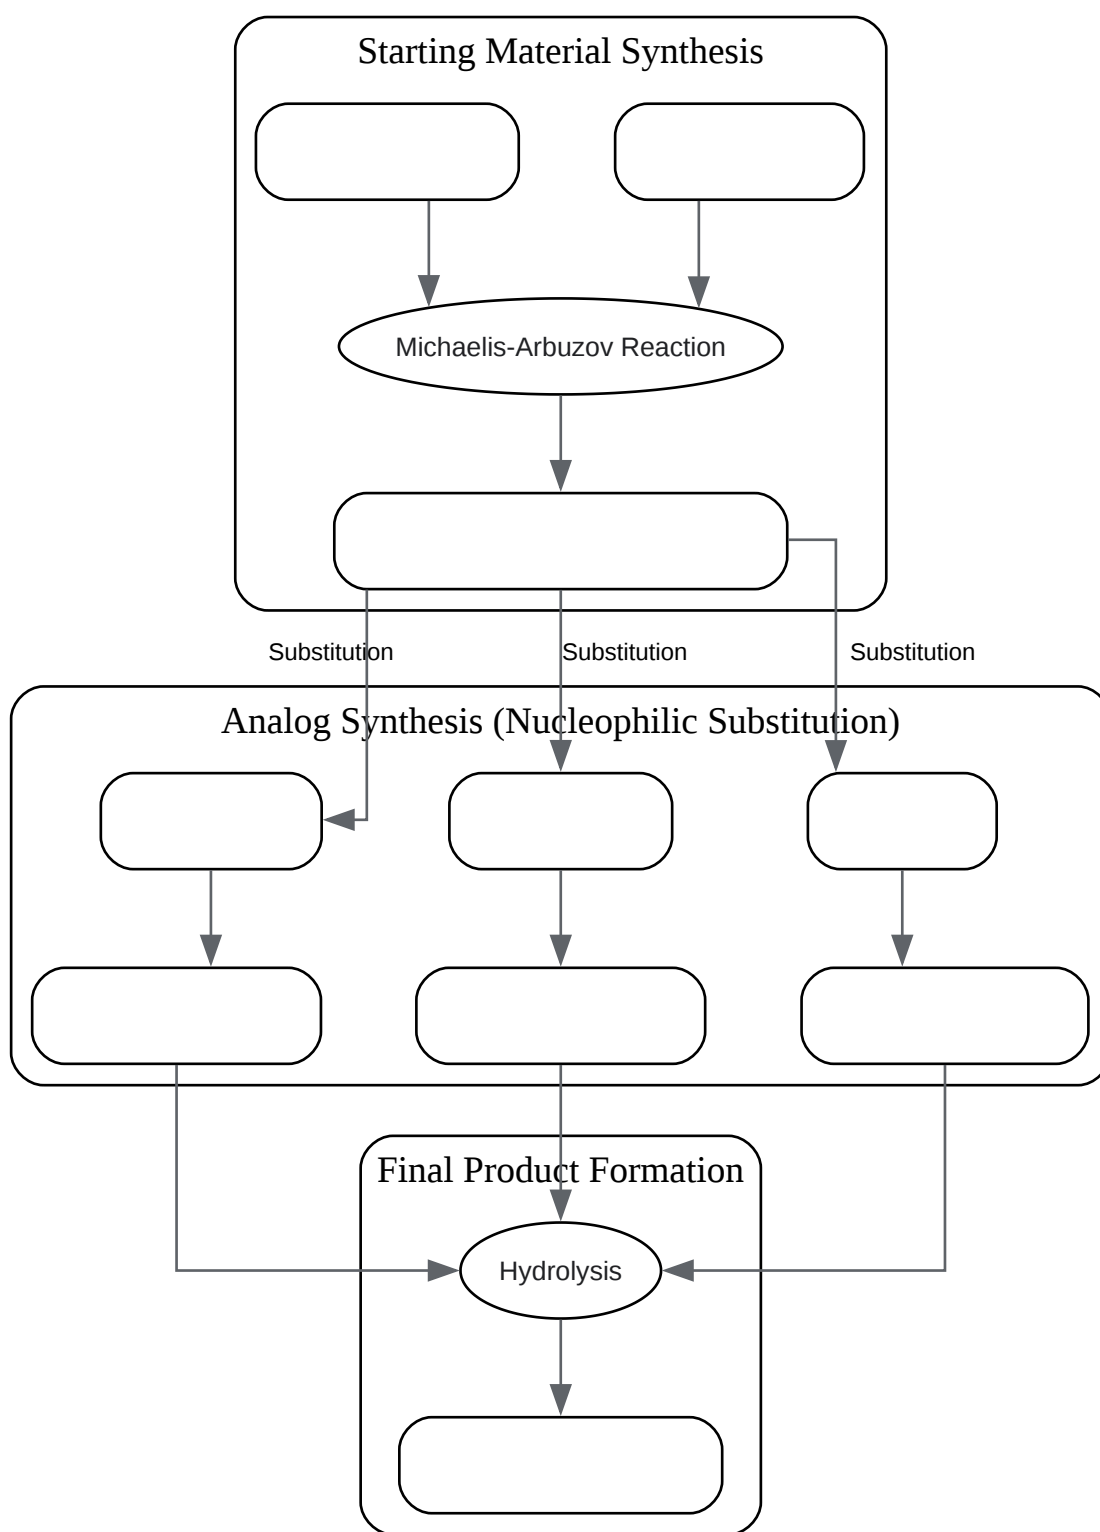 Starting Material Synthesis
Michaelis-Arbuzov Reaction
Substitution
Substitution
Substitution
Analog Synthesis (Nucleophilic Substitution)
Final Product Formation
Hydrolysis